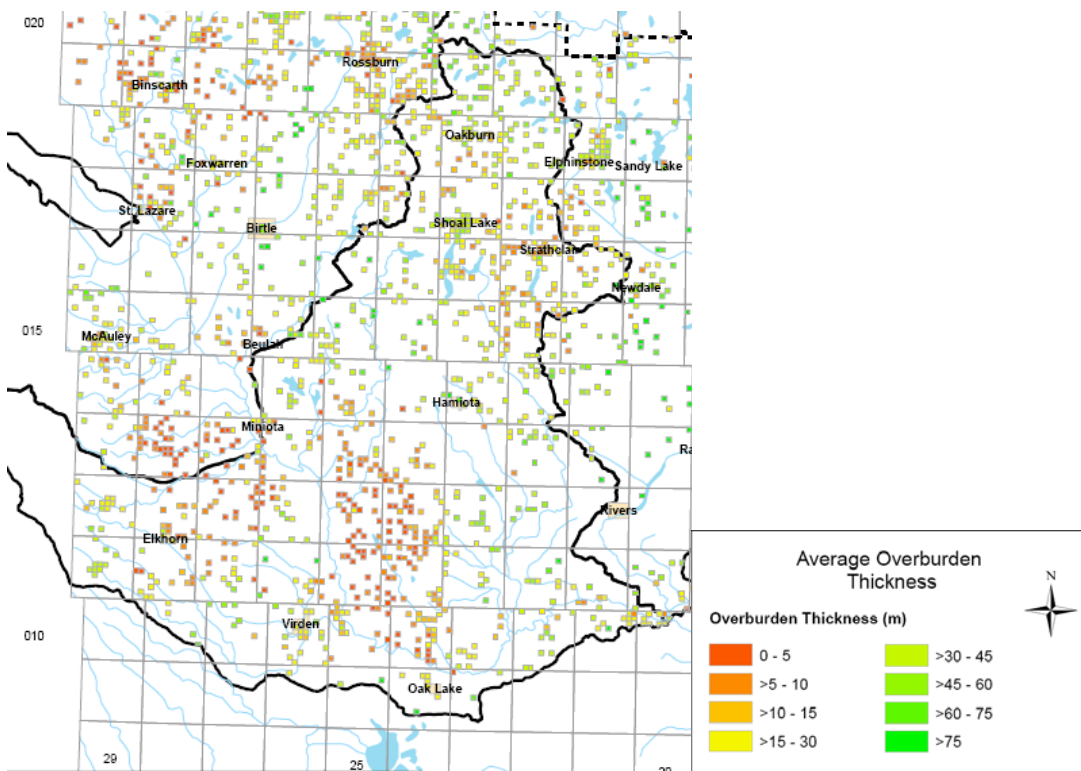 020
Rossburn
Binscarth
Oakburn
Foxwarren
Elphinstone
Sandy Lake
St. Lazare
Shoal Lake
Birtle
Strathclair
Newdale
015
McAuley
Beulah
Hamiota
Miniota
Ra
Rivers
Elkhorn
Average Overburden
Thickness
N
Overburden Thickness (m)
010
Virden
0 - 5
>30 - 45
>5 - 10
>45 - 60
Oak Lake
>10 - 15
>60 - 75
>15 - 30
>75
29
25